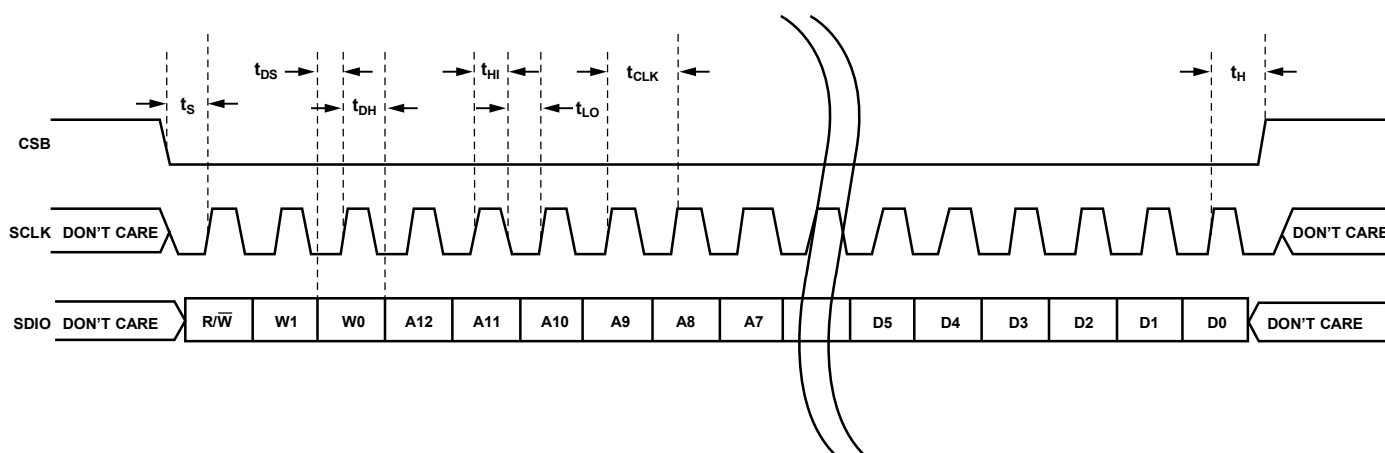 tDS
tHI
tCLK
tH
tS
tDH
tLO
CSB
SCLK DON'T CARE
DON'T CARE
SDIO DON'T CARE R/W̅ W1 W0 A12 A11 A10 A9 A8 A7 D5 D4 D3 D2 D1 D0 DON'T CARE